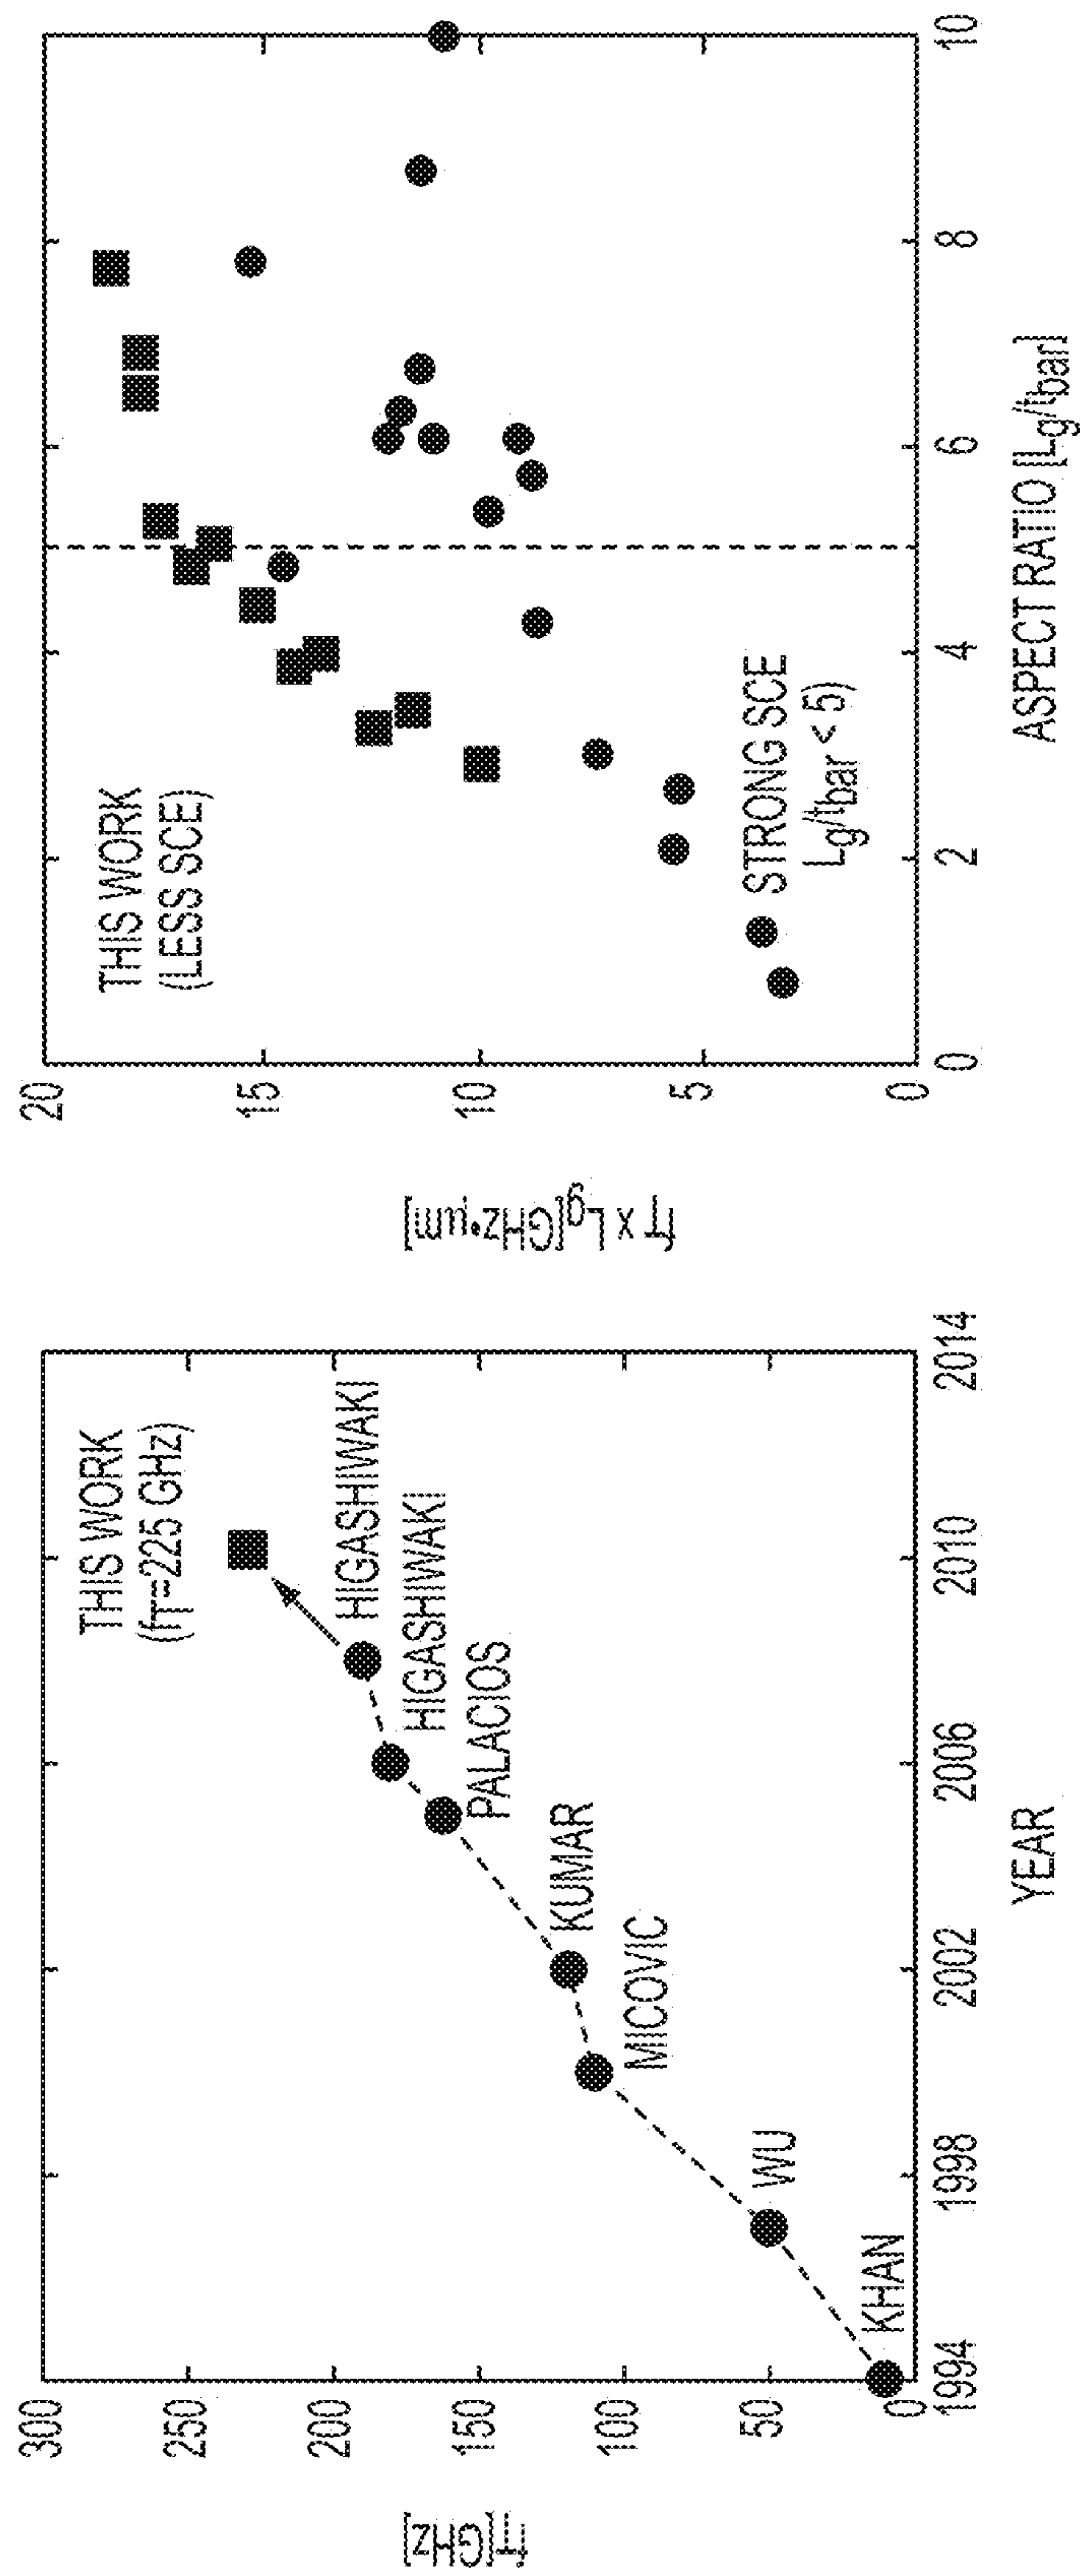 fT[GHz]
300
250
200
150
100
50
0
THIS WORK
(fT=225 GHz)
HIGASHIWAKI
HIGASHIWAKI
PALACIOS
KUMAR
MICOVIC
WU
KHAN
1994
1998
2002
2006
2010
2014
YEAR
fT x Lg[GHz•μm]
20
15
10
5
0
THIS WORK
(LESS SCE)
STRONG SCE
Lg/tbar < 5)
0
2
4
6
8
10
ASPECT RATIO [Lg/tbar]